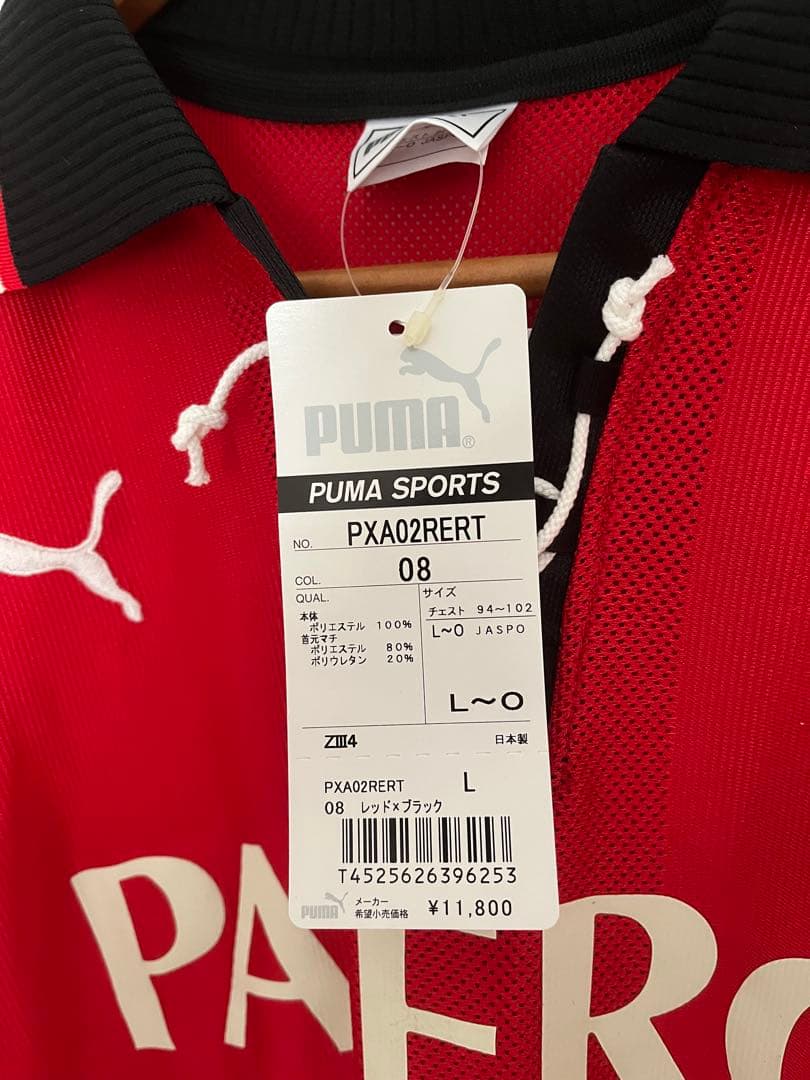 L~O JASPO
PUMA®
PUMA SPORTS
NO. PXA02RERT
COL. 08
QUAL.
本体
ポリエステル 100%
首元マチ
ポリエステル 80%
ポリウレタン 20%
サイズ
チェスト 94~102
L~O JASPO
L~O
ZⅢ4 日本製
PXA02RERT L
08 レッド×ブラック
T4525626396253
PUMA メーカー
希望小売価格 ¥11,800
PA
ER